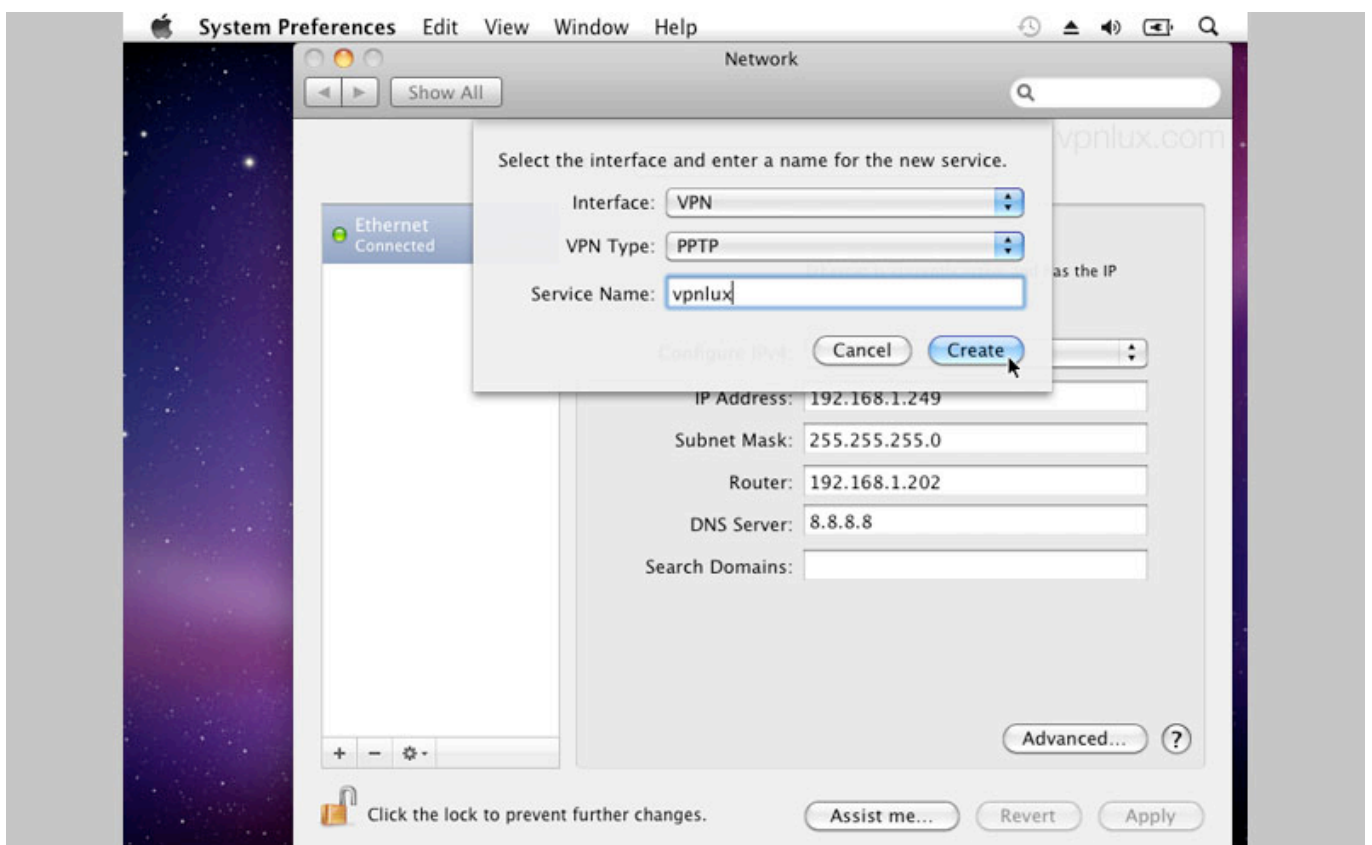 System Preferences Edit View Window Help
Network
Show All
vpnlux.com
Select the interface and enter a name for the new service.
Interface: VPN
VPN Type: PPTP
Service Name: vpnlux
Cancel Create
Ethernet
Connected
as the IP
Configure IPv4:
IP Address: 192.168.1.249
Subnet Mask: 255.255.255.0
Router: 192.168.1.202
DNS Server: 8.8.8.8
Search Domains:
Advanced... ?
Click the lock to prevent further changes.
Assist me... Revert Apply